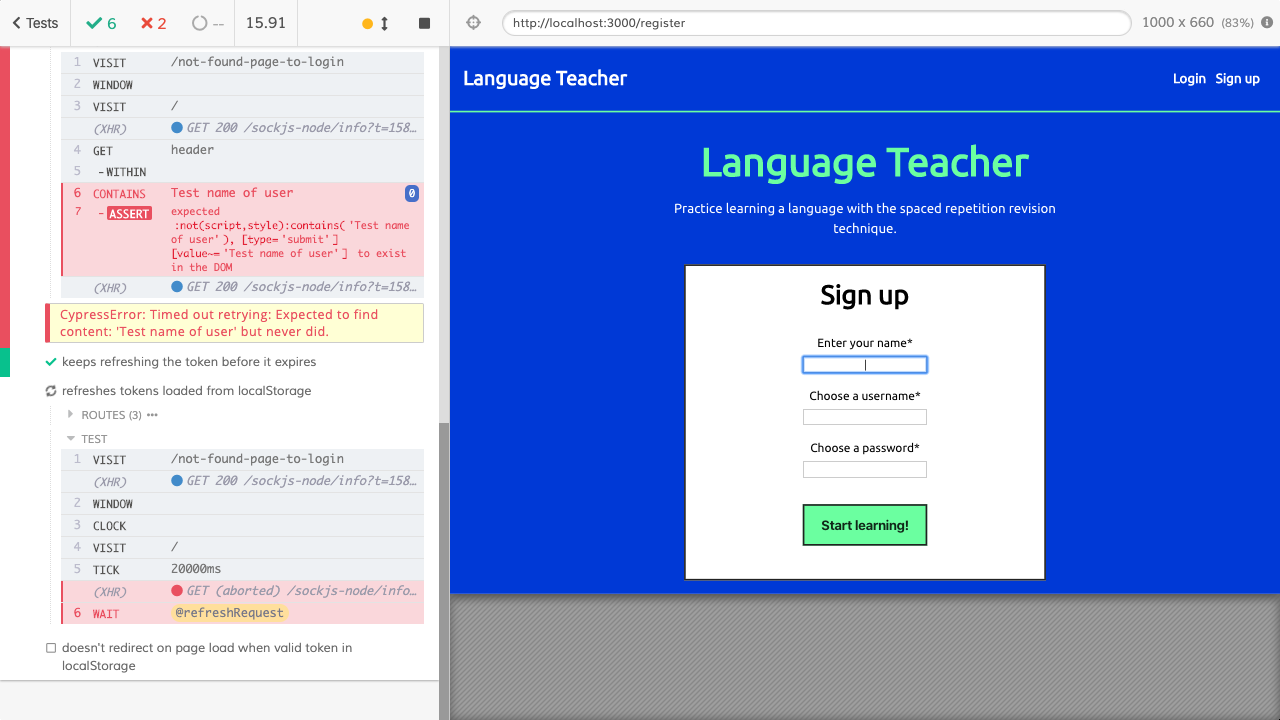 Tests
6
2
--
15.91
http://localhost:3000/register
1000 x 660 (83%)
1 VISIT /not-found-page-to-login
2 WINDOW
3 VISIT /
(XHR) GET 200 /sockjs-node/info?t=158…
4 GET header
5 -WITHIN
6 CONTAINS Test name of user 0
7 -ASSERT expected
:not(script,style):contains('Test name
of user'), [type='submit']
[value~='Test name of user'] to exist
in the DOM
(XHR) GET 200 /sockjs-node/info?t=158…
CypressError: Timed out retrying: Expected to find
content: 'Test name of user' but never did.
keeps refreshing the token before it expires
refreshes tokens loaded from localStorage
ROUTES (3) •••
TEST
1 VISIT /not-found-page-to-login
(XHR) GET 200 /sockjs-node/info?t=158…
2 WINDOW
3 CLOCK
4 VISIT /
5 TICK 20000ms
(XHR) GET (aborted) /sockjs-node/info…
6 WAIT @refreshRequest
doesn't redirect on page load when valid token in
localStorage
Language Teacher
Login Sign up
Language Teacher
Practice learning a language with the spaced repetition revision
technique.
Sign up
Enter your name*
Choose a username*
Choose a password*
Start learning!